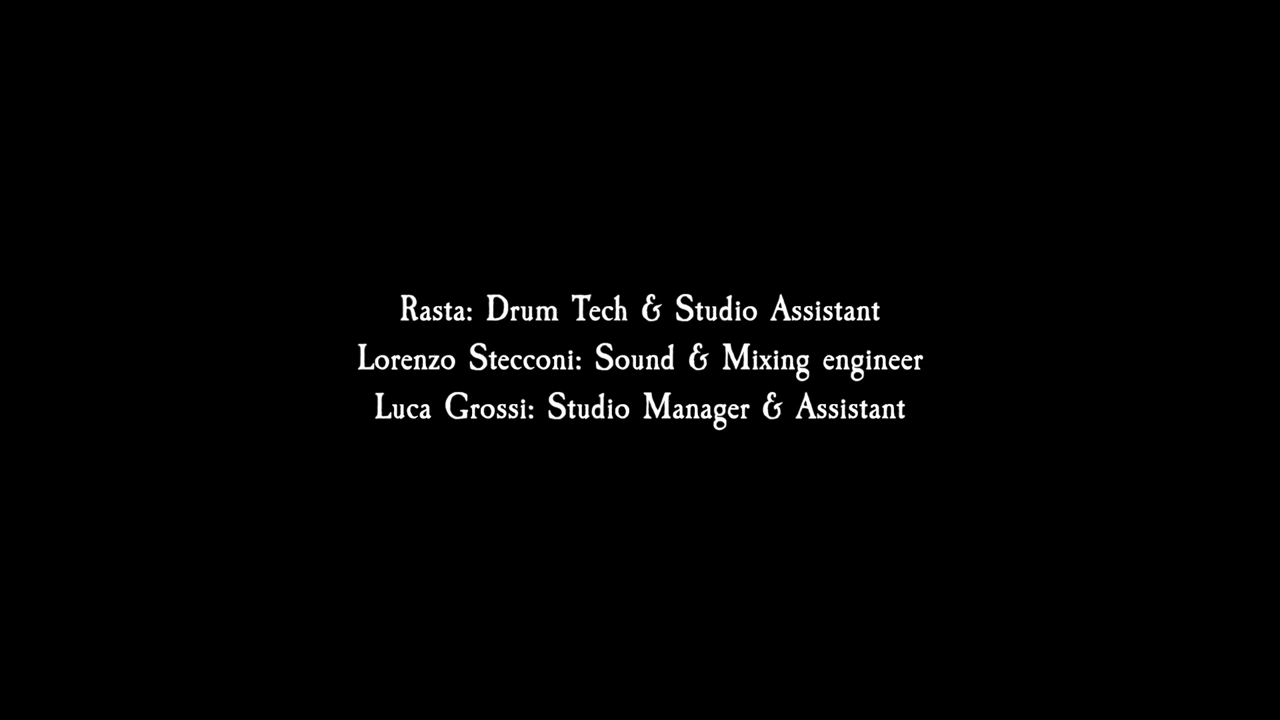 Rasta: Drum Tech & Studio Assistant
Lorenzo Stecconi: Sound & Mixing engineer
Luca Grossi: Studio Manager & Assistant